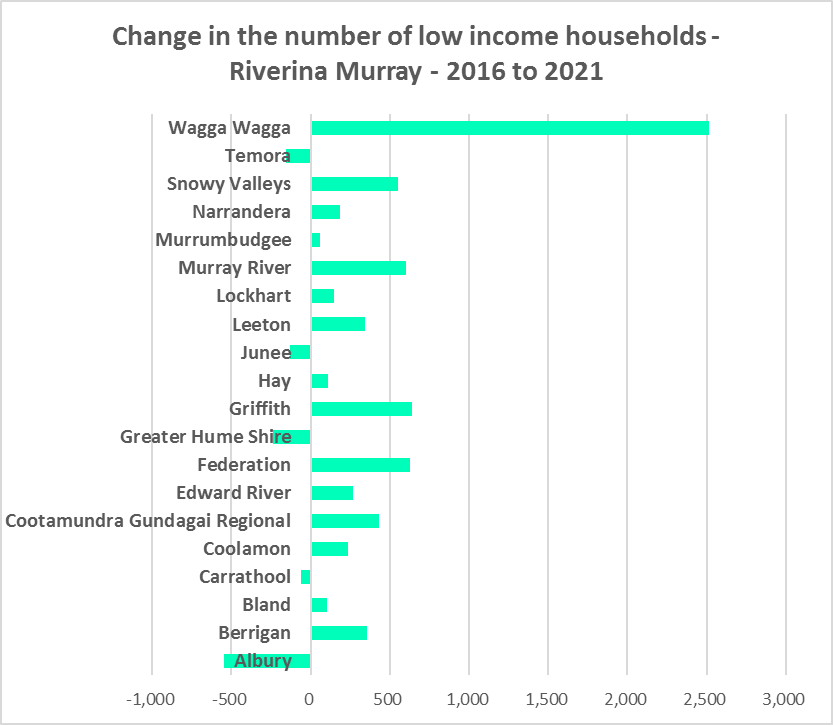 Change in the number of low income households -
Riverina Murray - 2016 to 2021
Wagga Wagga
Temora
Snowy Valleys
Narrandera
Murrumbudgee
Murray River
Lockhart
Leeton
Junee
Hay
Griffith
Greater Hume Shire
Federation
Edward River
Cootamundra Gundagai Regional
Coolamon
Carrathool
Bland
Berrigan
Albury
-1,000 -500 0 500 1,000 1,500 2,000 2,500 3,000